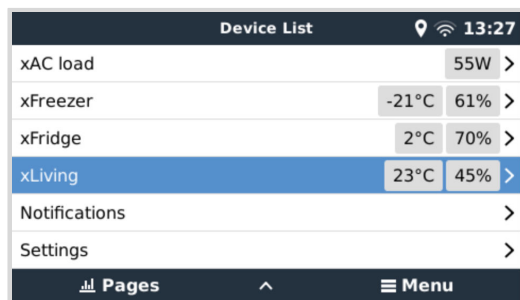 Device List 13:27
xAC load 55W
xFreezer -21°C 61%
xFridge 2°C 70%
xLiving 23°C 45%
Notifications
Settings
Pages Menu